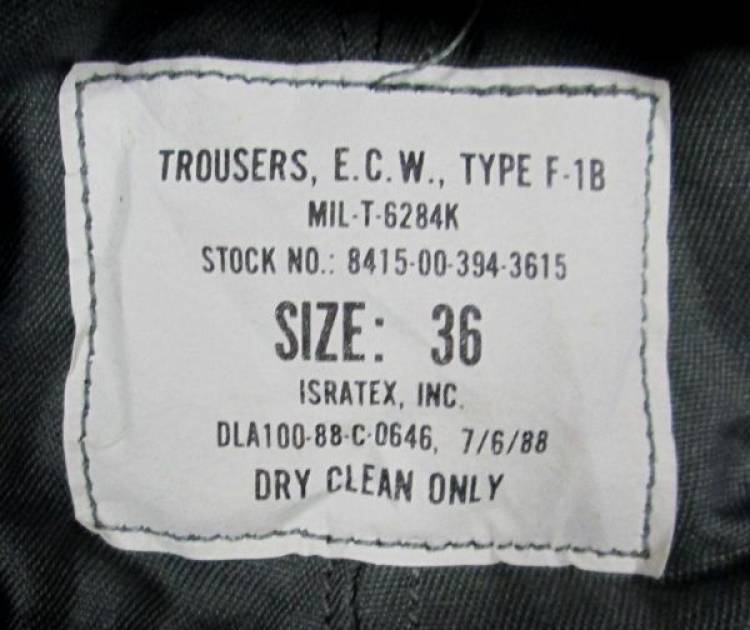 TROUSERS, E.C.W., TYPE F-1B
MIL-T-6284K
STOCK NO.: 8415-00-394-3615
SIZE: 36
ISRATEX, INC.
DLA100-88-C-0646, 7/6/88
DRY CLEAN ONLY